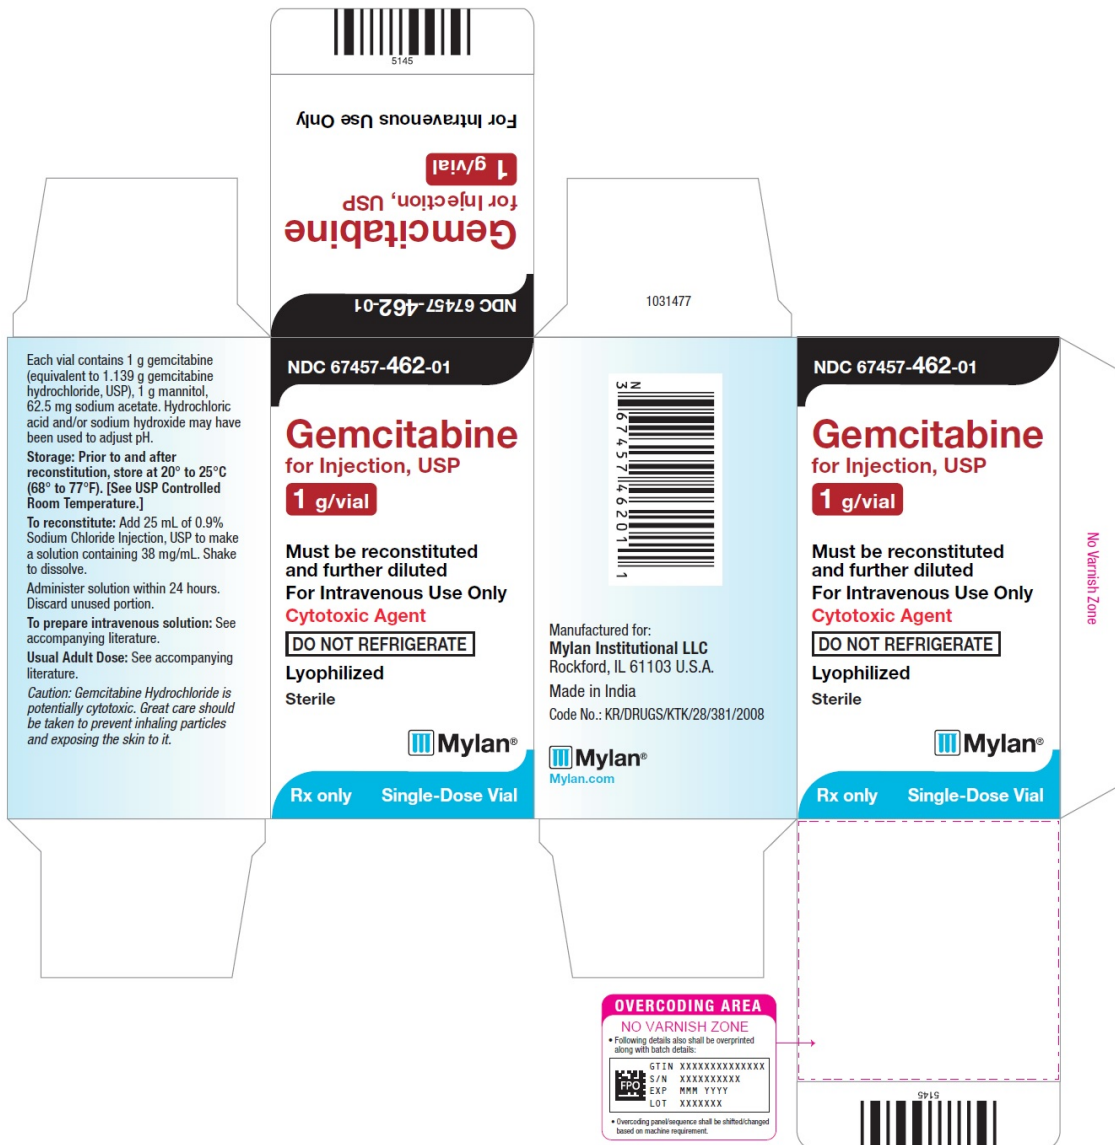 5145
For Intravenous Use Only
1 g/vial
for Injection, USP
Gemcitabine
NDC 67457-462-01
Each vial contains 1 g gemcitabine
(equivalent to 1.139 g gemcitabine
hydrochloride, USP), 1 g mannitol,
62.5 mg sodium acetate. Hydrochloric
acid and/or sodium hydroxide may have
been used to adjust pH.
Storage: Prior to and after
reconstitution, store at 20° to 25°C
(68° to 77°F). [See USP Controlled
Room Temperature.]
To reconstitute: Add 25 mL of 0.9%
Sodium Chloride Injection, USP to make
a solution containing 38 mg/mL. Shake
to dissolve.
Administer solution within 24 hours.
Discard unused portion.
To prepare intravenous solution: See
accompanying literature.
Usual Adult Dose: See accompanying
literature.
Caution: Gemcitabine Hydrochloride is
potentially cytotoxic. Great care should
be taken to prevent inhaling particles
and exposing the skin to it.
NDC 67457-462-01
Gemcitabine
for Injection, USP
1 g/vial
Must be reconstituted
and further diluted
For Intravenous Use Only
Cytotoxic Agent
DO NOT REFRIGERATE
Lyophilized
Sterile
Mylan®
Rx only Single-Dose Vial
1031477
N
3 67457 46201 1
Manufactured for:
Mylan Institutional LLC
Rockford, IL 61103 U.S.A.
Made in India
Code No.: KR/DRUGS/KTK/28/381/2008
Mylan®
Mylan.com
NDC 67457-462-01
Gemcitabine
for Injection, USP
1 g/vial
Must be reconstituted
and further diluted
For Intravenous Use Only
Cytotoxic Agent
DO NOT REFRIGERATE
Lyophilized
Sterile
Mylan®
Rx only Single-Dose Vial
No Varnish Zone
OVERCODING AREA
NO VARNISH ZONE
• Following details also shall be overprinted
along with batch details:
FPO
GTIN XXXXXXXXXXXXXX
S/N XXXXXXXXXX
EXP MMM YYYY
LOT XXXXXXX
• Overcoding panel/sequence shall be shifted/changed
based on machine requirement.
5145